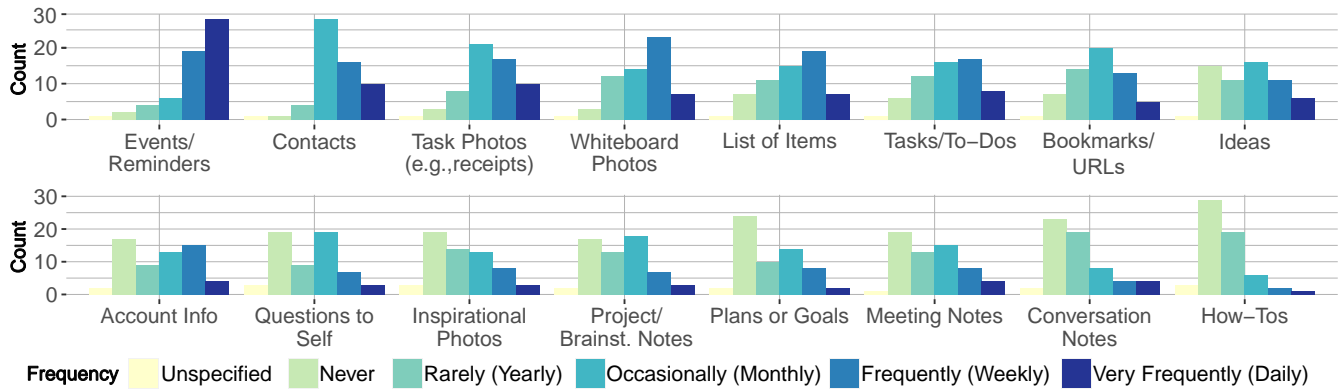 30
20
10
0
Count
Events/
Reminders
Contacts
Task Photos
(e.g.,receipts)
Whiteboard
Photos
List of Items
Tasks/To−Dos
Bookmarks/
URLs
Ideas
30
20
10
0
Count
Account Info
Questions to
Self
Inspirational
Photos
Project/
Brainst. Notes
Plans or Goals
Meeting Notes
Conversation
Notes
How−Tos
Frequency Unspecified Never Rarely (Yearly) Occasionally (Monthly) Frequently (Weekly) Very Frequently (Daily)